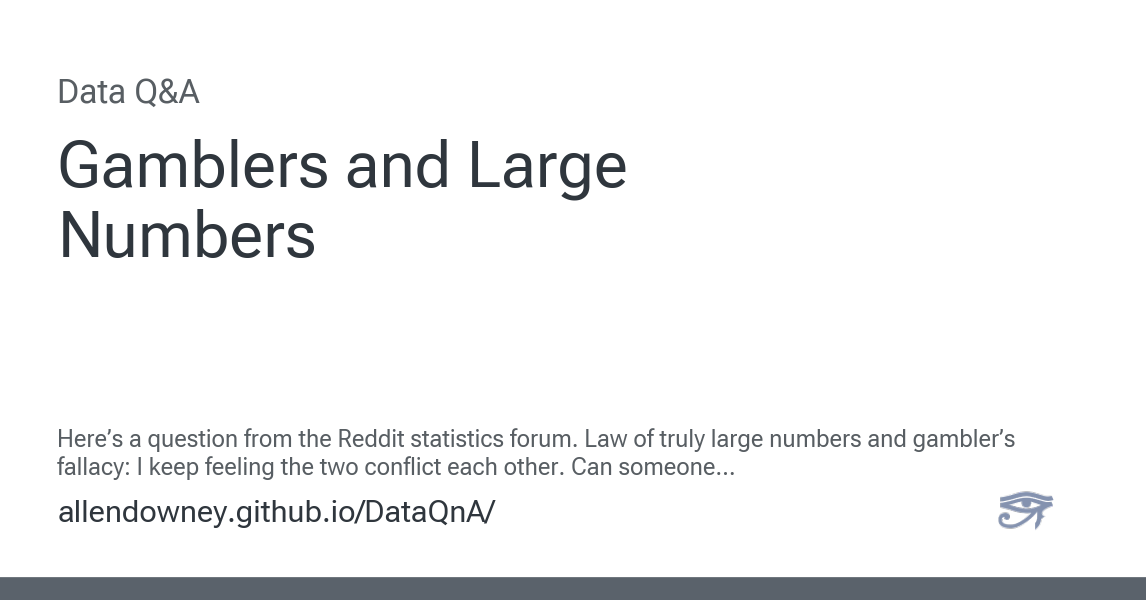 Data Q&A
Gamblers and Large
Numbers
Here’s a question from the Reddit statistics forum. Law of truly large numbers and gambler’s
fallacy: I keep feeling the two conflict each other. Can someone...
allendowney.github.io/DataQnA/